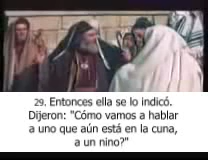 29. Entonces ella se lo indicó.
Dijeron: "Cómo vamos a hablar
a uno que aún está en la cuna,
a un nino?"